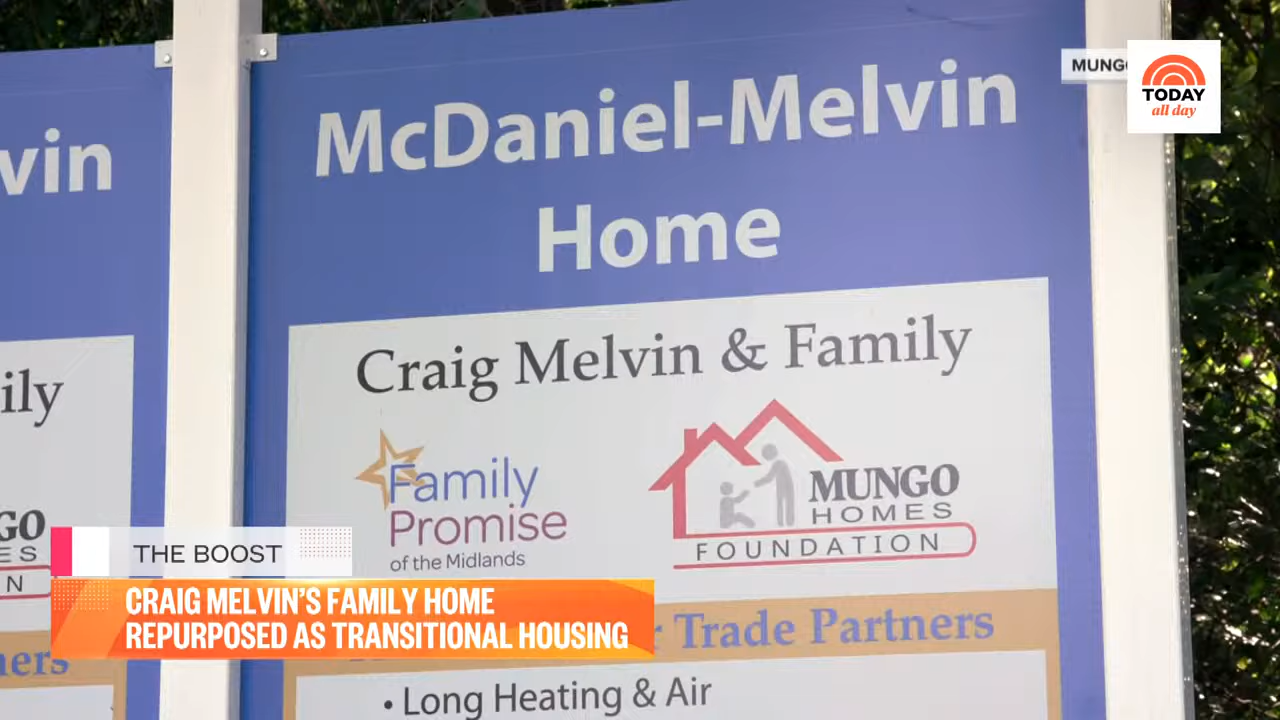 McDaniel-Melvin
Home
Craig Melvin & Family
Family
Promise
of the Midlands
MUNGO
HOMES
FOUNDATION
Trade Partners
• Long Heating & Air
vin
ily
GO
ES
N
ners
MUNGO
TODAY
all day
THE BOOST
CRAIG MELVIN'S FAMILY HOME
REPURPOSED AS TRANSITIONAL HOUSING